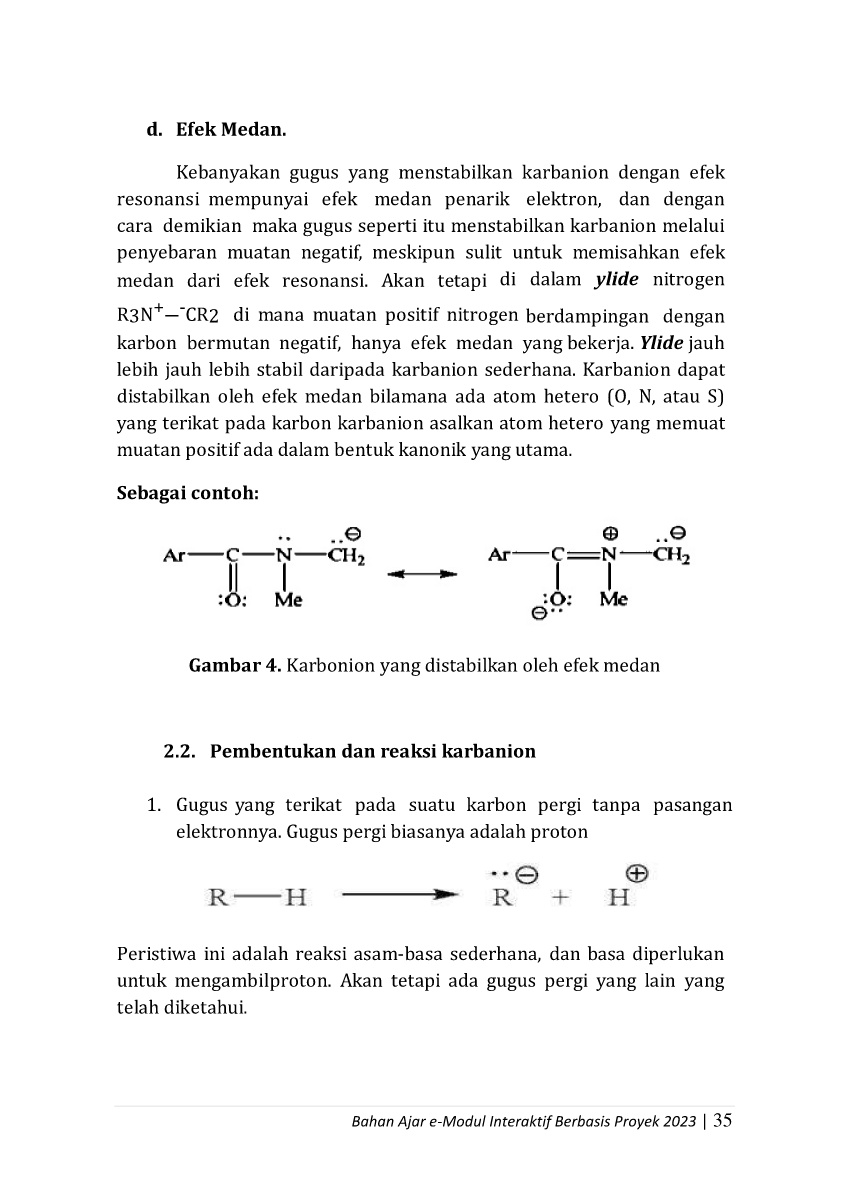 d. Efek Medan.
Kebanyakan gugus yang menstabilkan karbanion dengan efek
resonansi mempunyai efek medan penarik elektron, dan dengan
cara demikian maka gugus seperti itu menstabilkan karbanion melalui
penyebaran muatan negatif, meskipun sulit untuk memisahkan efek
medan dari efek resonansi. Akan tetapi di dalam ylide nitrogen
R3N⁺—⁻CR2 di mana muatan positif nitrogen berdampingan dengan
karbon bermutan negatif, hanya efek medan yang bekerja. Ylide jauh
lebih jauh lebih stabil daripada karbanion sederhana. Karbanion dapat
distabilkan oleh efek medan bilamana ada atom hetero (O, N, atau S)
yang terikat pada karbon karbanion asalkan atom hetero yang memuat
muatan positif ada dalam bentuk kanonik yang utama.
Sebagai contoh:
Ar—C—N̈—C̈H₂⊖ ⟷ Ar—C=N⊕—C̈H₂⊖
:O: Me ⊖:O: Me
Gambar 4. Karbonion yang distabilkan oleh efek medan
2.2. Pembentukan dan reaksi karbanion
1. Gugus yang terikat pada suatu karbon pergi tanpa pasangan
elektronnya. Gugus pergi biasanya adalah proton
R—H ⟶ R̈⊖ + H⊕
Peristiwa ini adalah reaksi asam-basa sederhana, dan basa diperlukan
untuk mengambilproton. Akan tetapi ada gugus pergi yang lain yang
telah diketahui.
Bahan Ajar e-Modul Interaktif Berbasis Proyek 2023 | 35